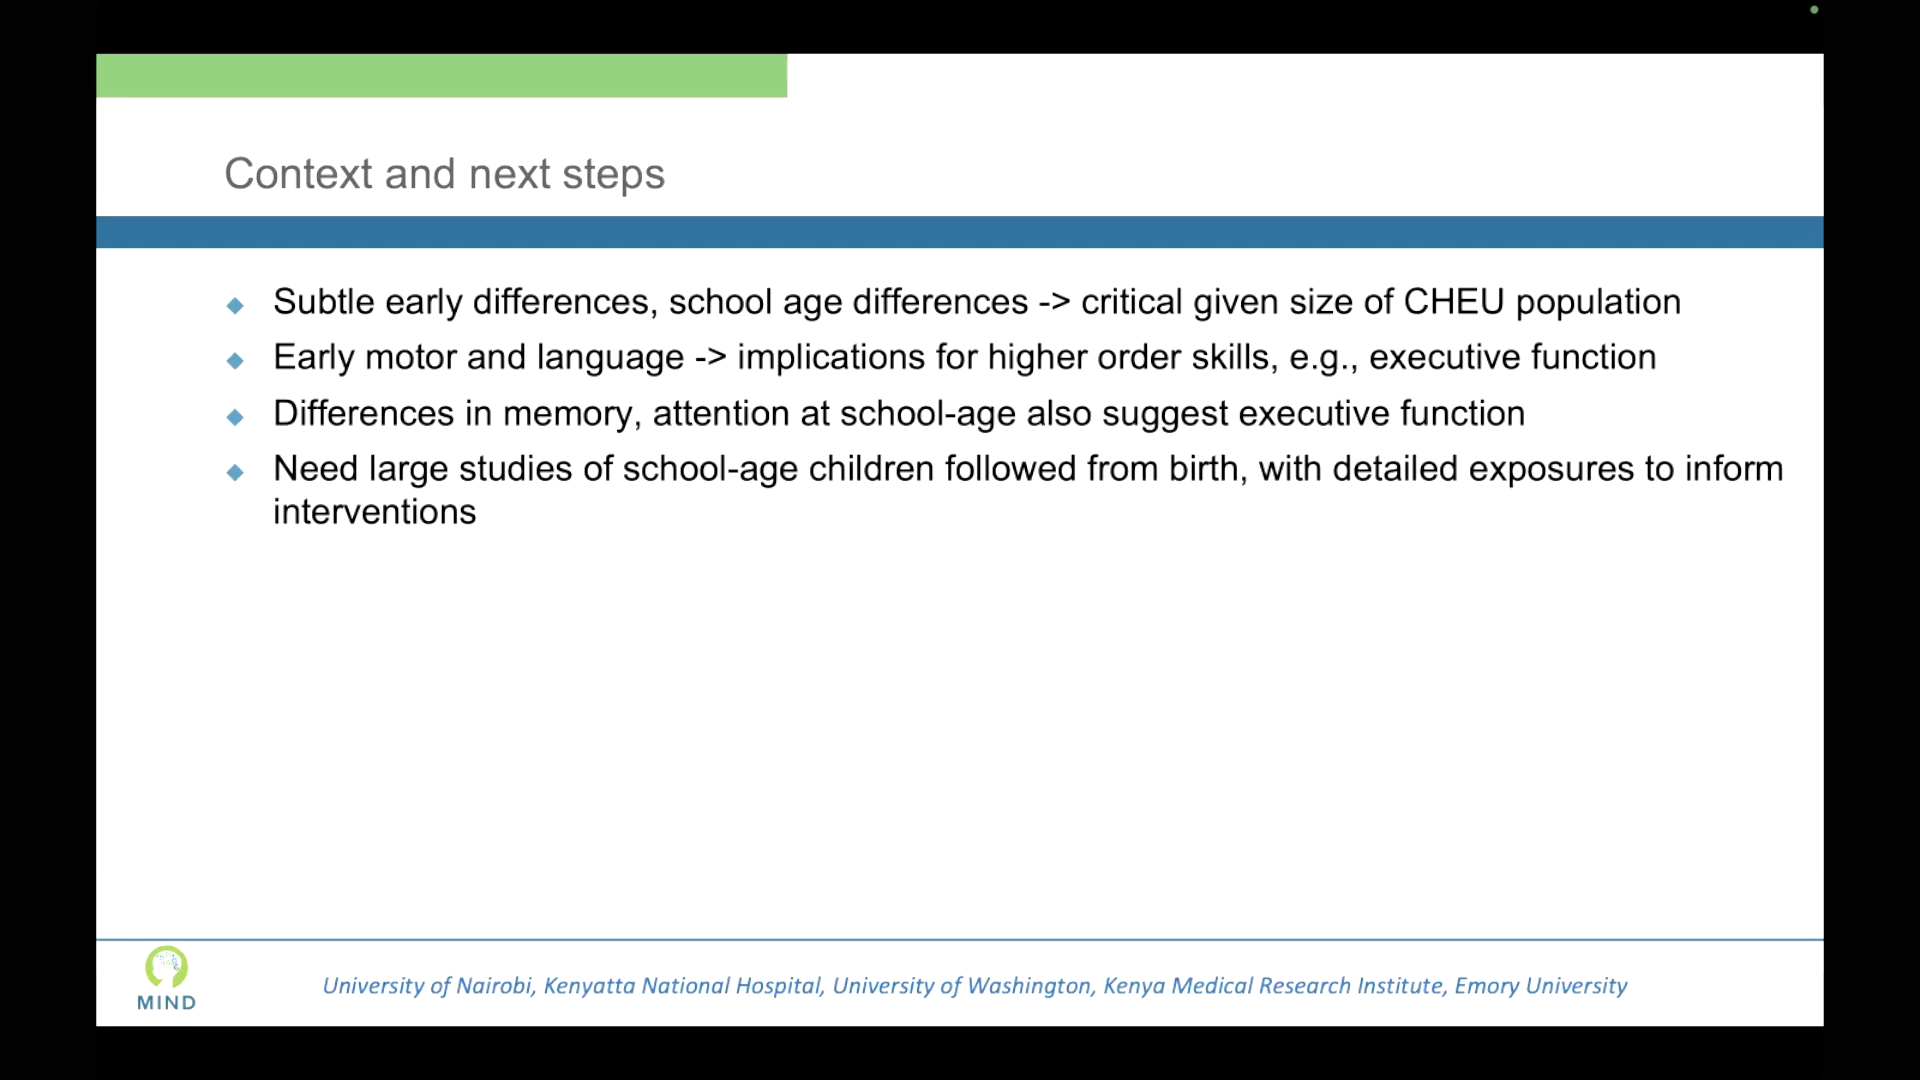 Context and next steps
Subtle early differences, school age differences -> critical given size of CHEU population
Early motor and language -> implications for higher order skills, e.g., executive function
Differences in memory, attention at school-age also suggest executive function
Need large studies of school-age children followed from birth, with detailed exposures to inform
interventions
MIND
University of Nairobi, Kenyatta National Hospital, University of Washington, Kenya Medical Research Institute, Emory University